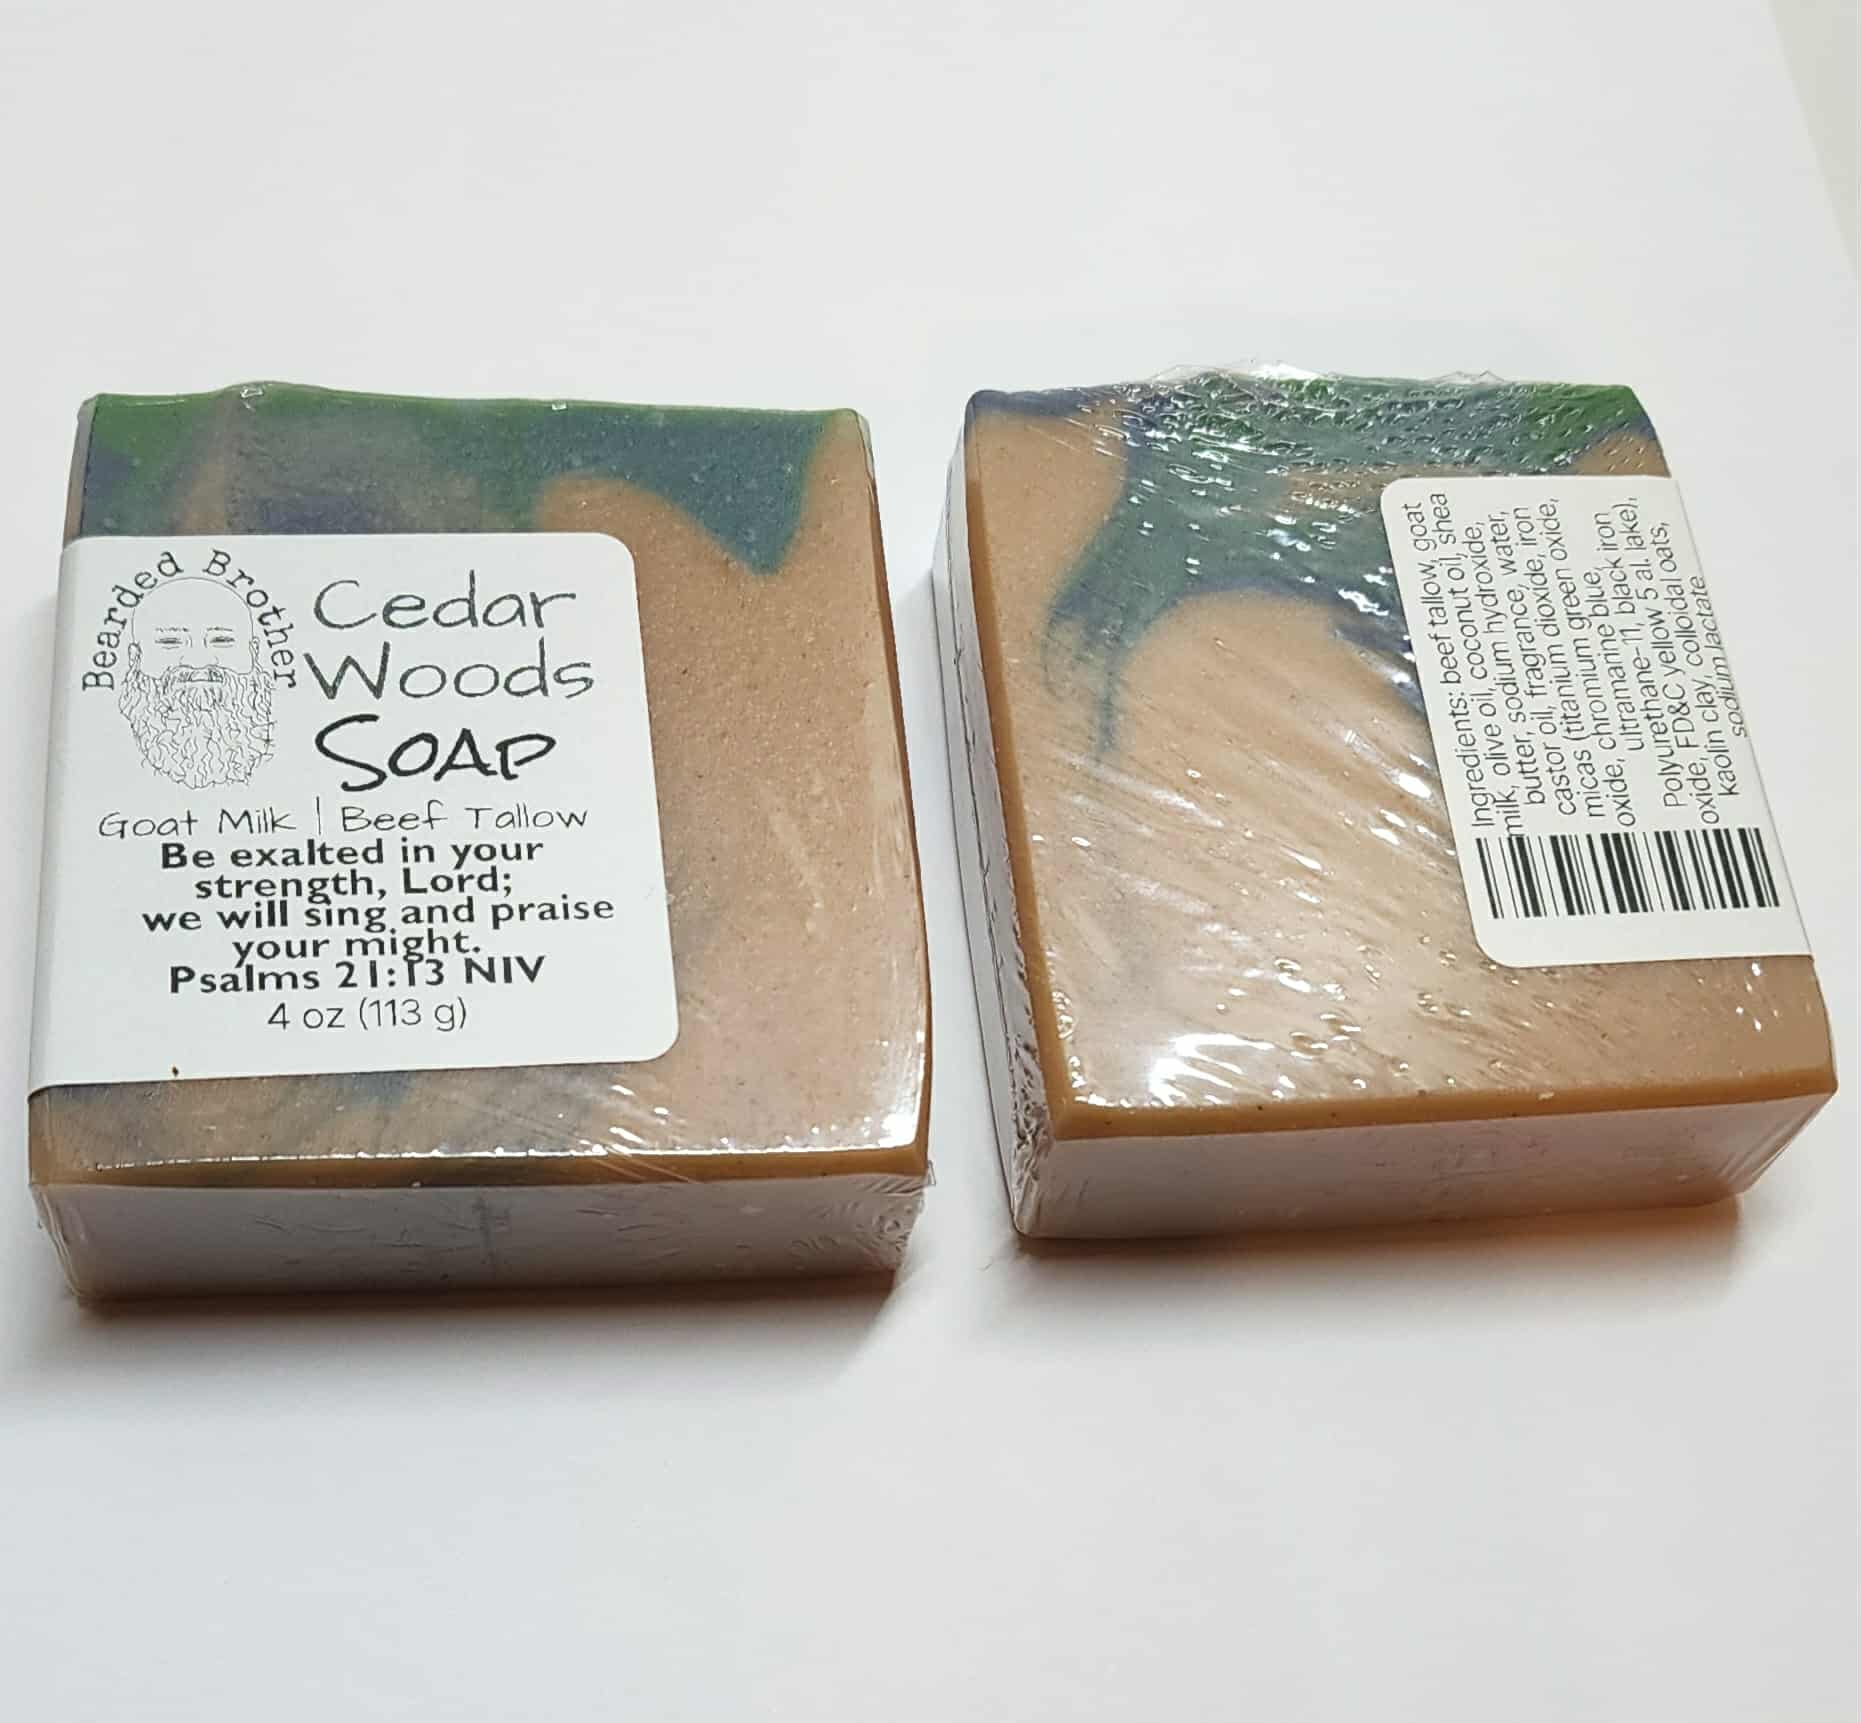 Bearded Brother
Cedar
Woods
SOAP
Goat Milk | Beef Tallow
Be exalted in your
strength, Lord;
we will sing and praise
your might.
Psalms 21:13 NIV
4 oz (113 g)
Ingredients: beef tallow, goat
milk, olive oil, coconut oil, shea
butter, sodium hydroxide,
castor oil, fragrance, water,
micas (titanium dioxide, iron
oxide, chromium green oxide,
ultramarine blue,
Polyurethane-11, black iron
oxide, FD&C yellow 5 al. lake),
kaolin clay, colloidal oats,
sodium lactate